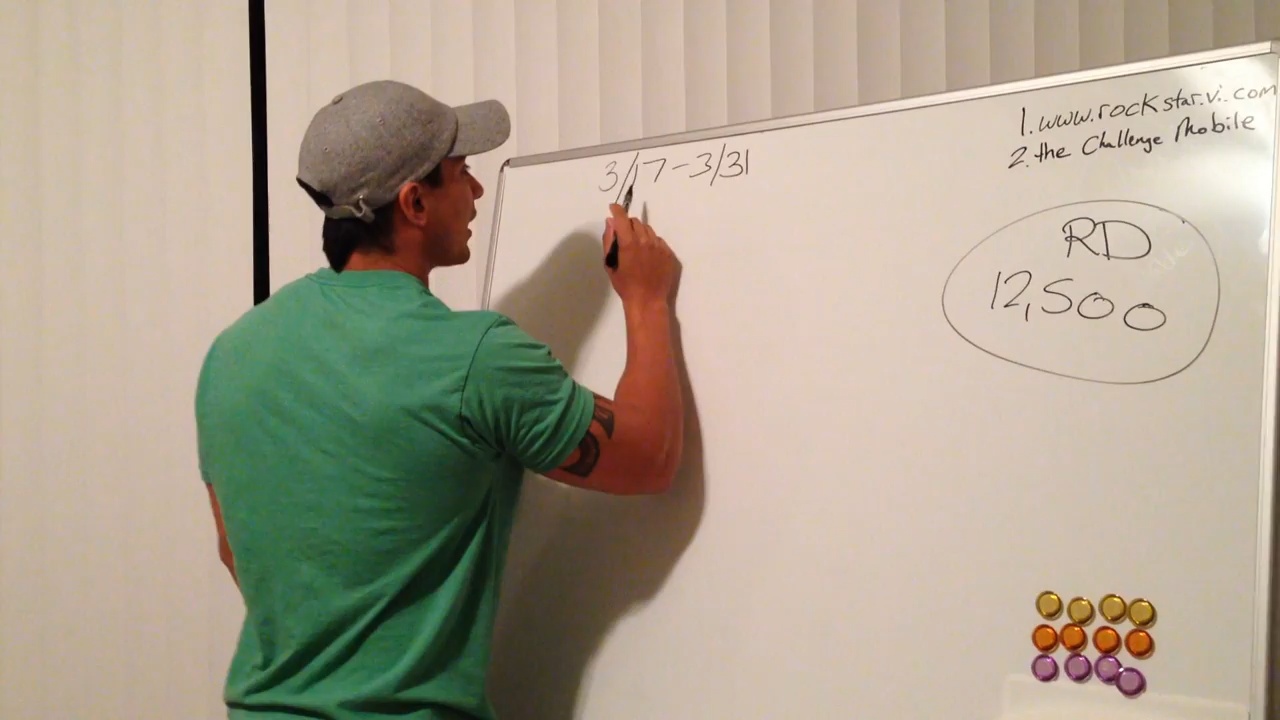 3/17-3/31
1. www.rockstar.vi.com
2. the Challenge Mobile
RD
12,500